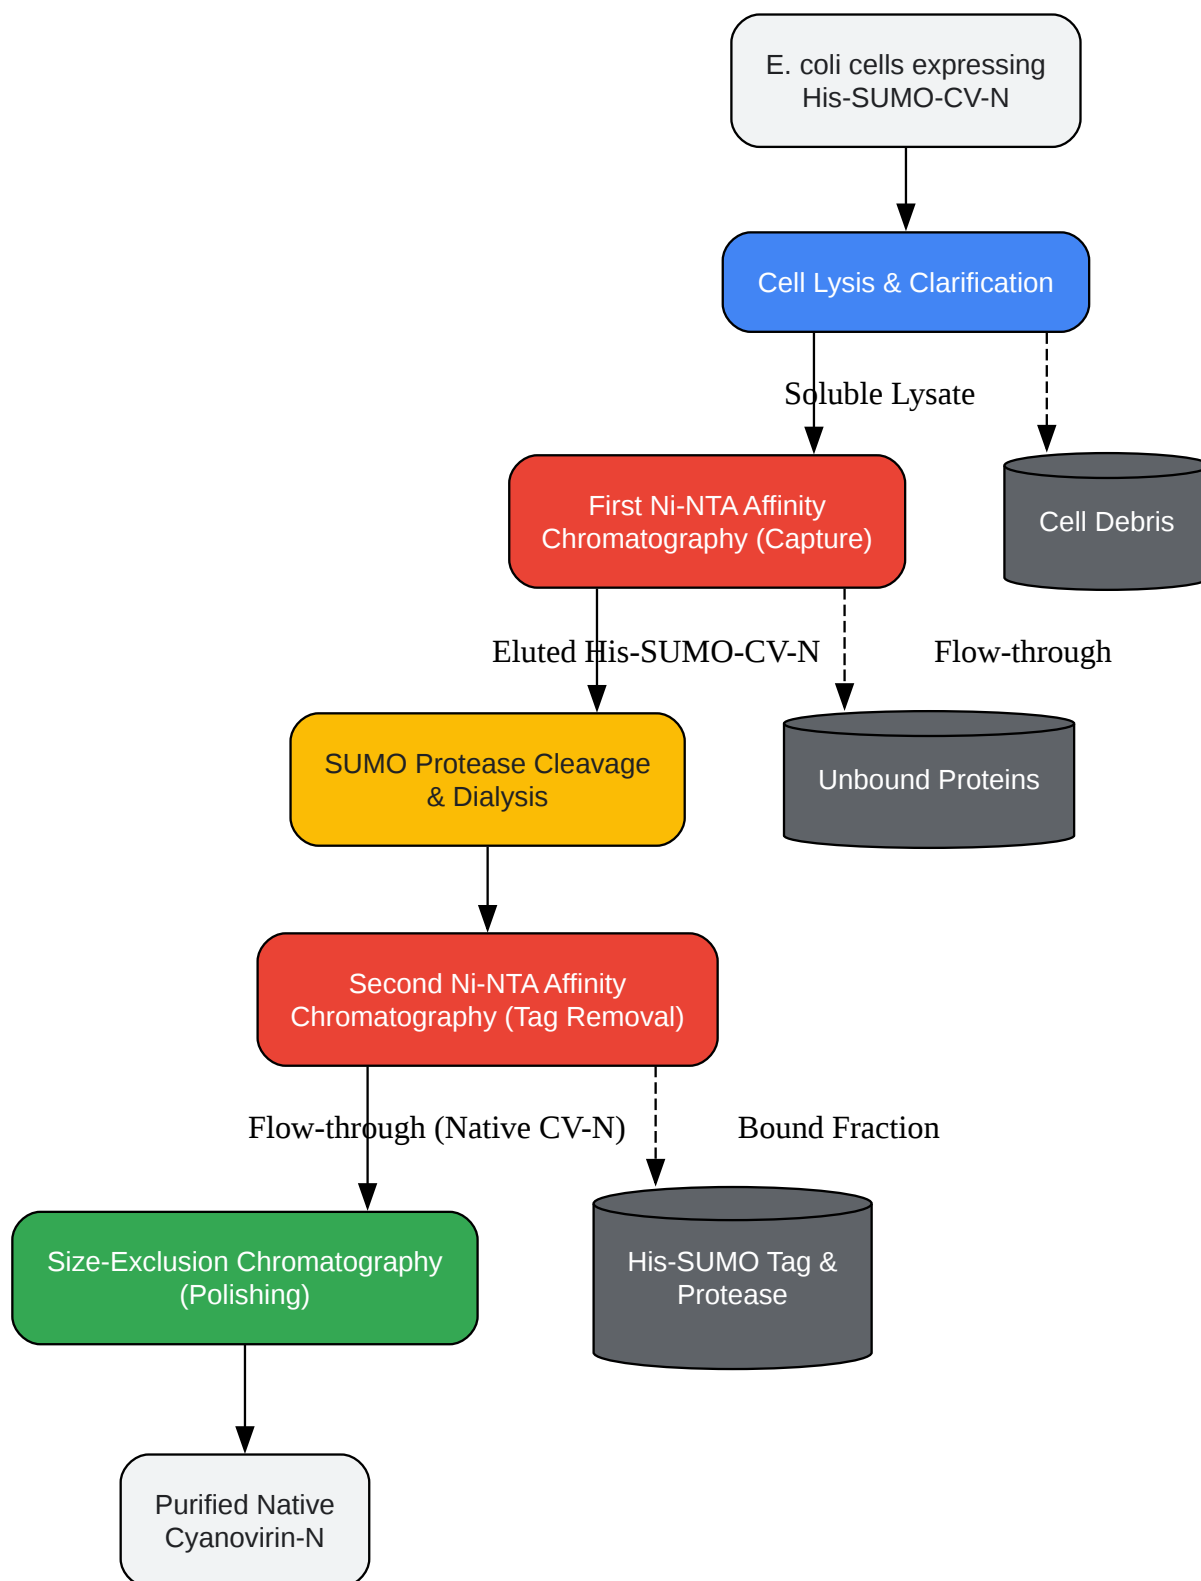 E. coli cells expressing
His-SUMO-CV-N
Cell Lysis & Clarification
Soluble Lysate
First Ni-NTA Affinity
Chromatography (Capture)
Cell Debris
Eluted His-SUMO-CV-N
Flow-through
SUMO Protease Cleavage
& Dialysis
Unbound Proteins
Second Ni-NTA Affinity
Chromatography (Tag Removal)
Flow-through (Native CV-N)
Bound Fraction
Size-Exclusion Chromatography
(Polishing)
His-SUMO Tag &
Protease
Purified Native
Cyanovirin-N